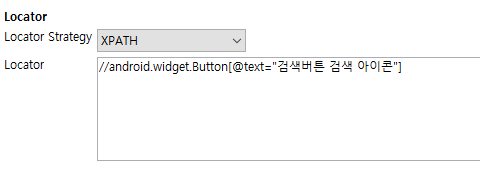 Locator
Locator Strategy XPATH
Locator //android.widget.Button[@text="검색버튼 검색 아이콘"]